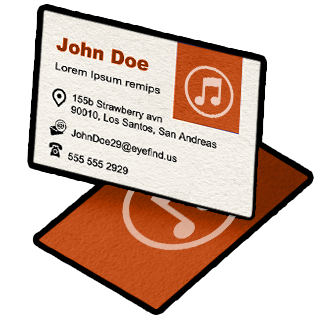 John Doe
Lorem Ipsum remips
155b Strawberry avn
90010, Los Santos, San Andreas
JohnDoe29@eyefind.us
555 555 2929